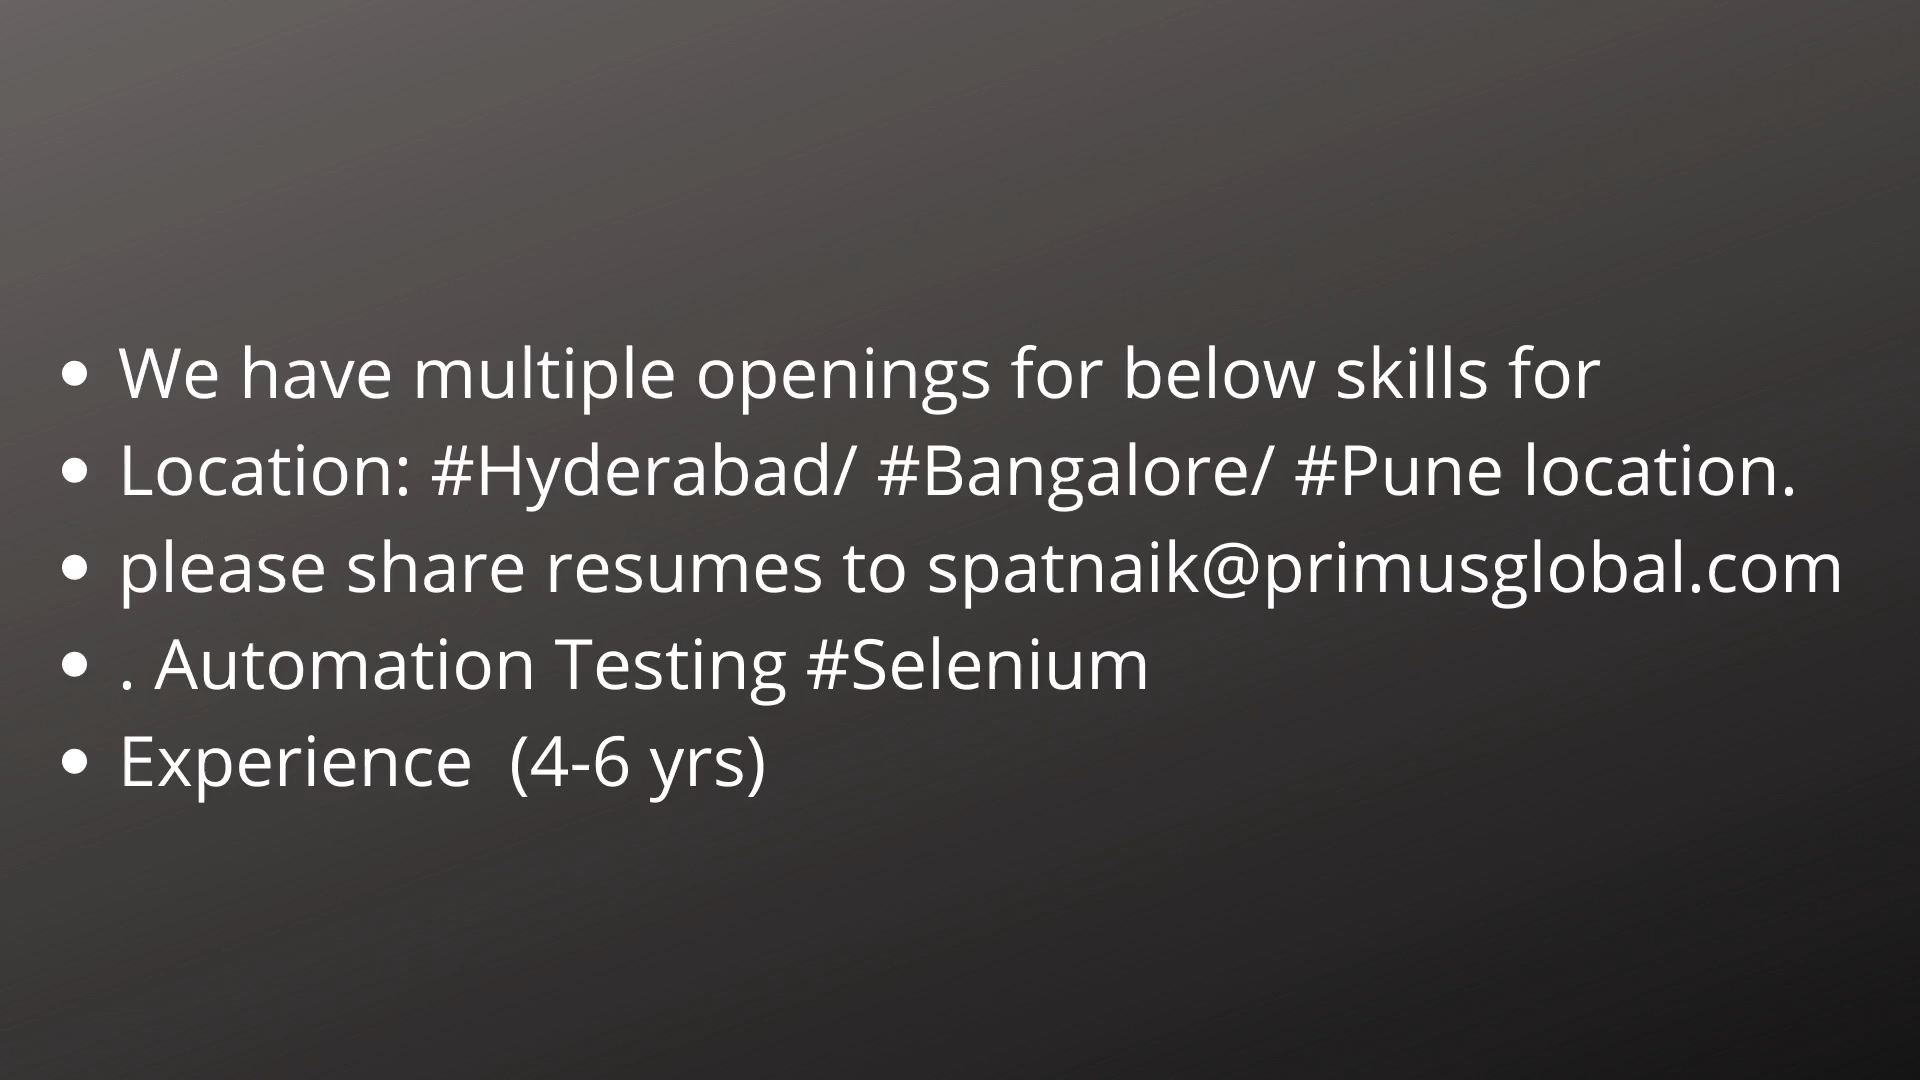 • We have multiple openings for below skills for
• Location: #Hyderabad/ #Bangalore/ #Pune location.
• please share resumes to spatnaik@primusglobal.com
• . Automation Testing #Selenium
• Experience  (4-6 yrs)